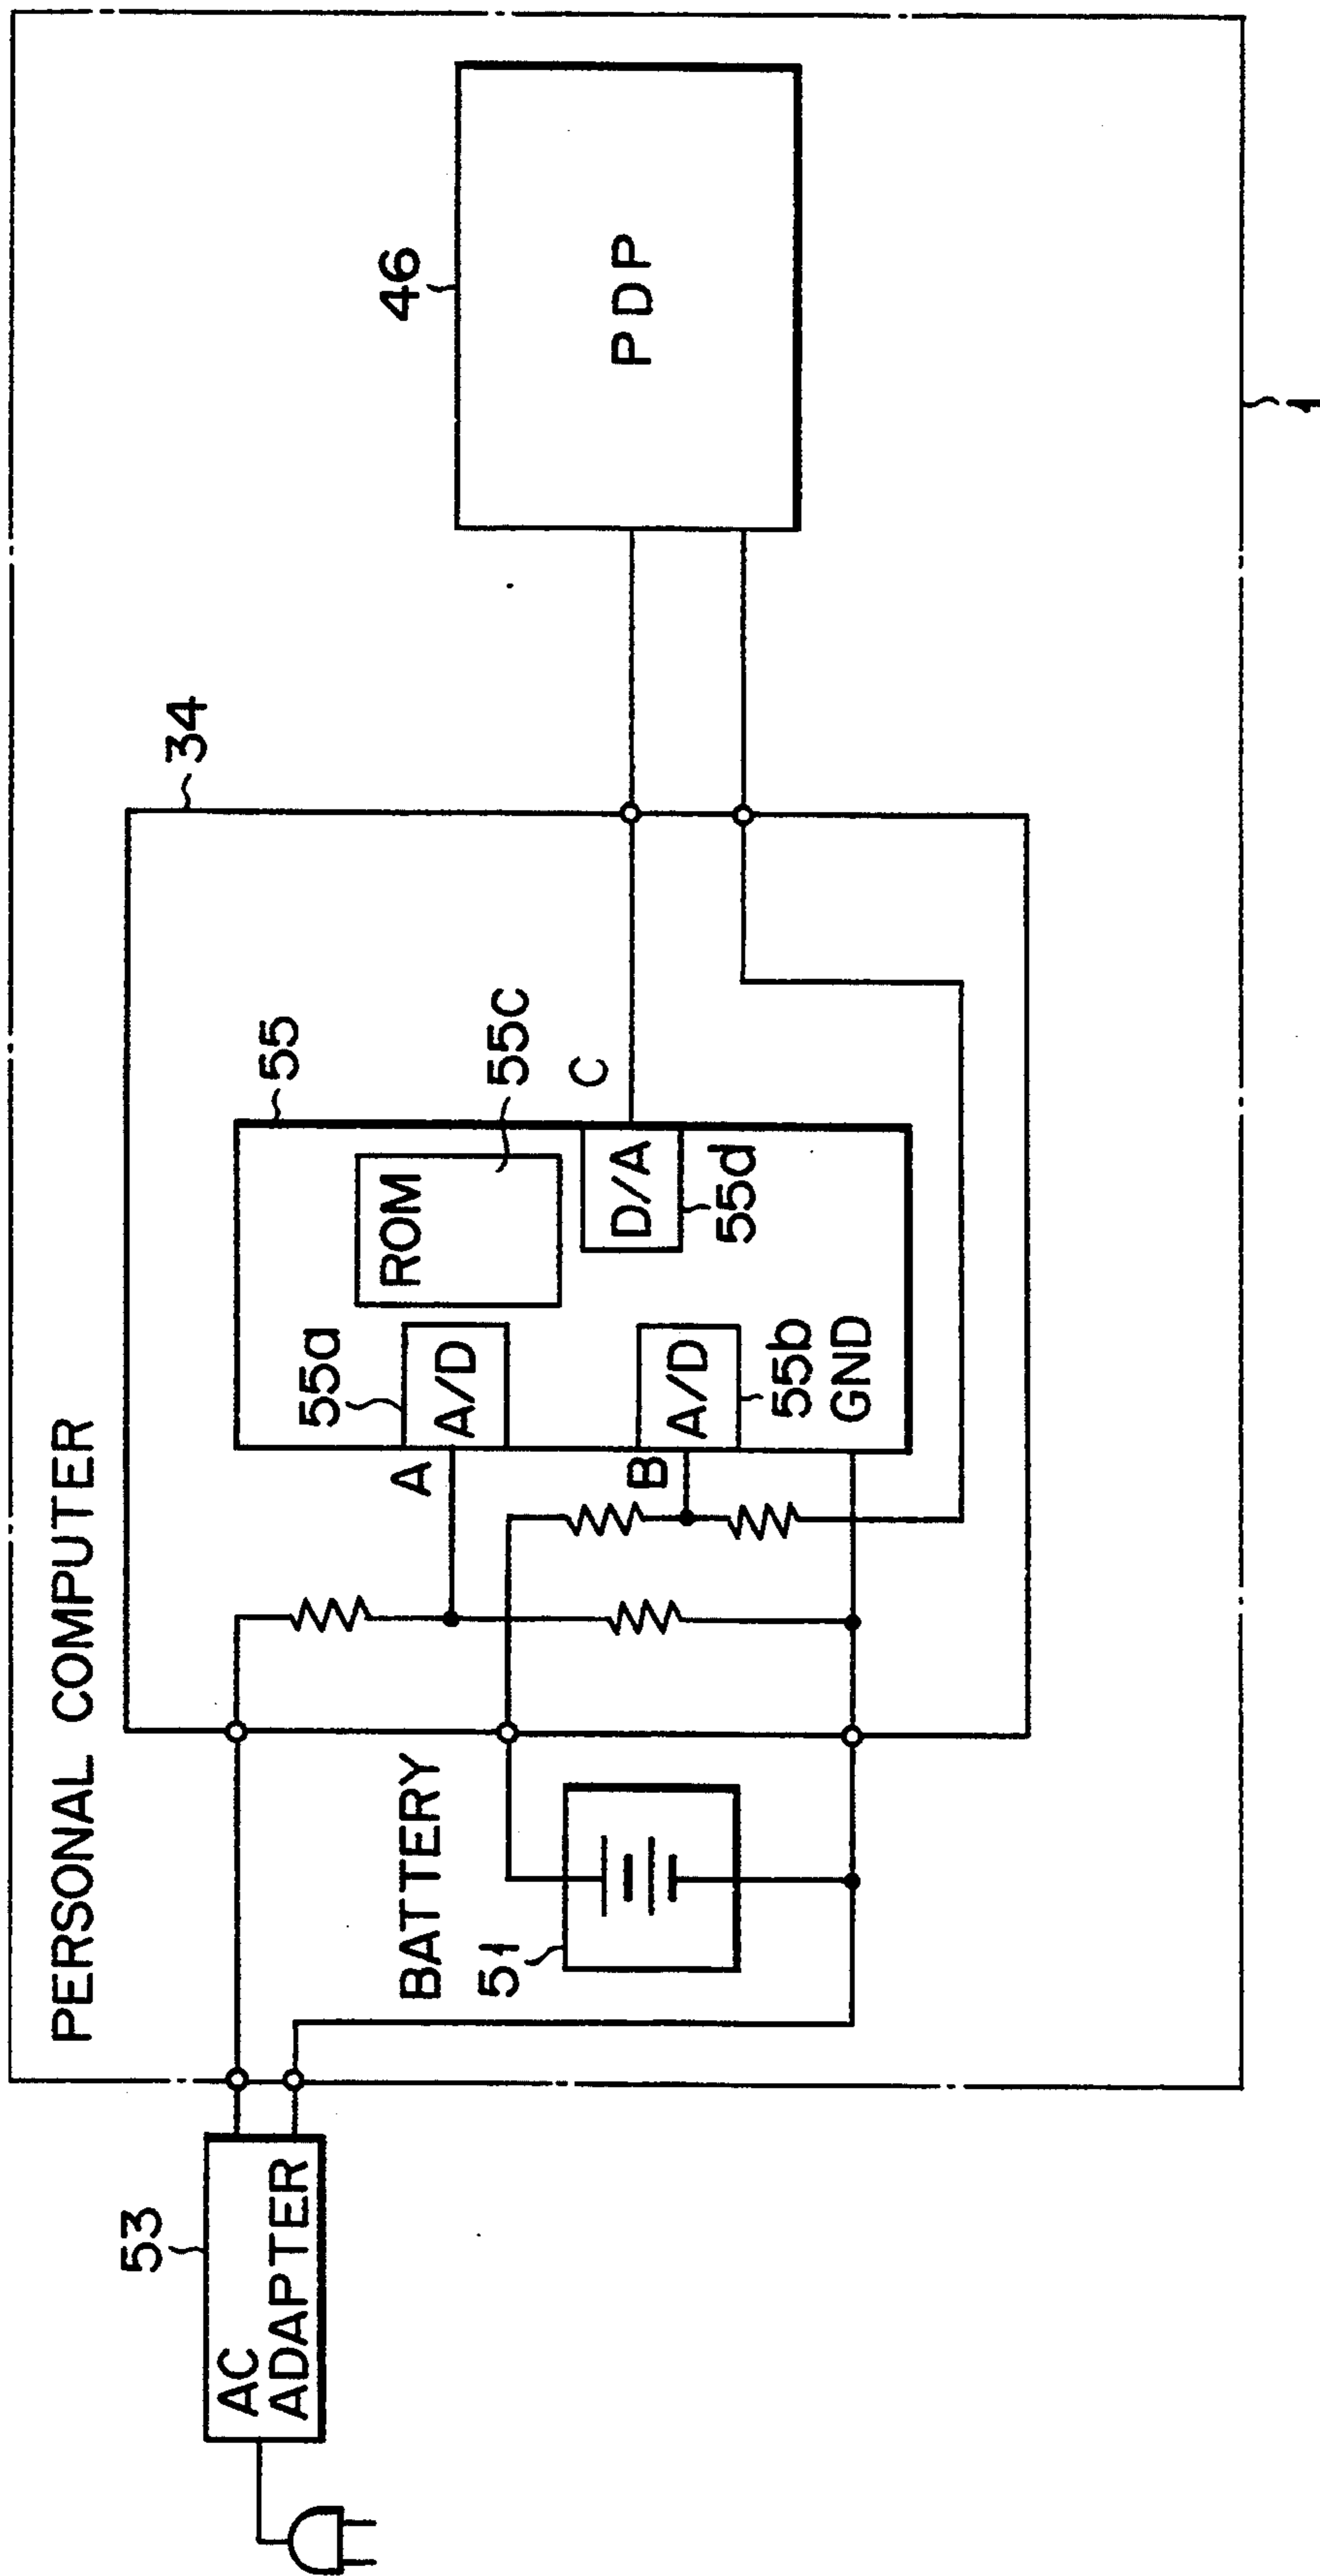 PERSONAL COMPUTER
53
AC
ADAPTER
BATTERY
51
34
55
55a
A/D
A
ROM
55C
B
A/D
55b
GND
D/A
55d
C
46
PDP
1